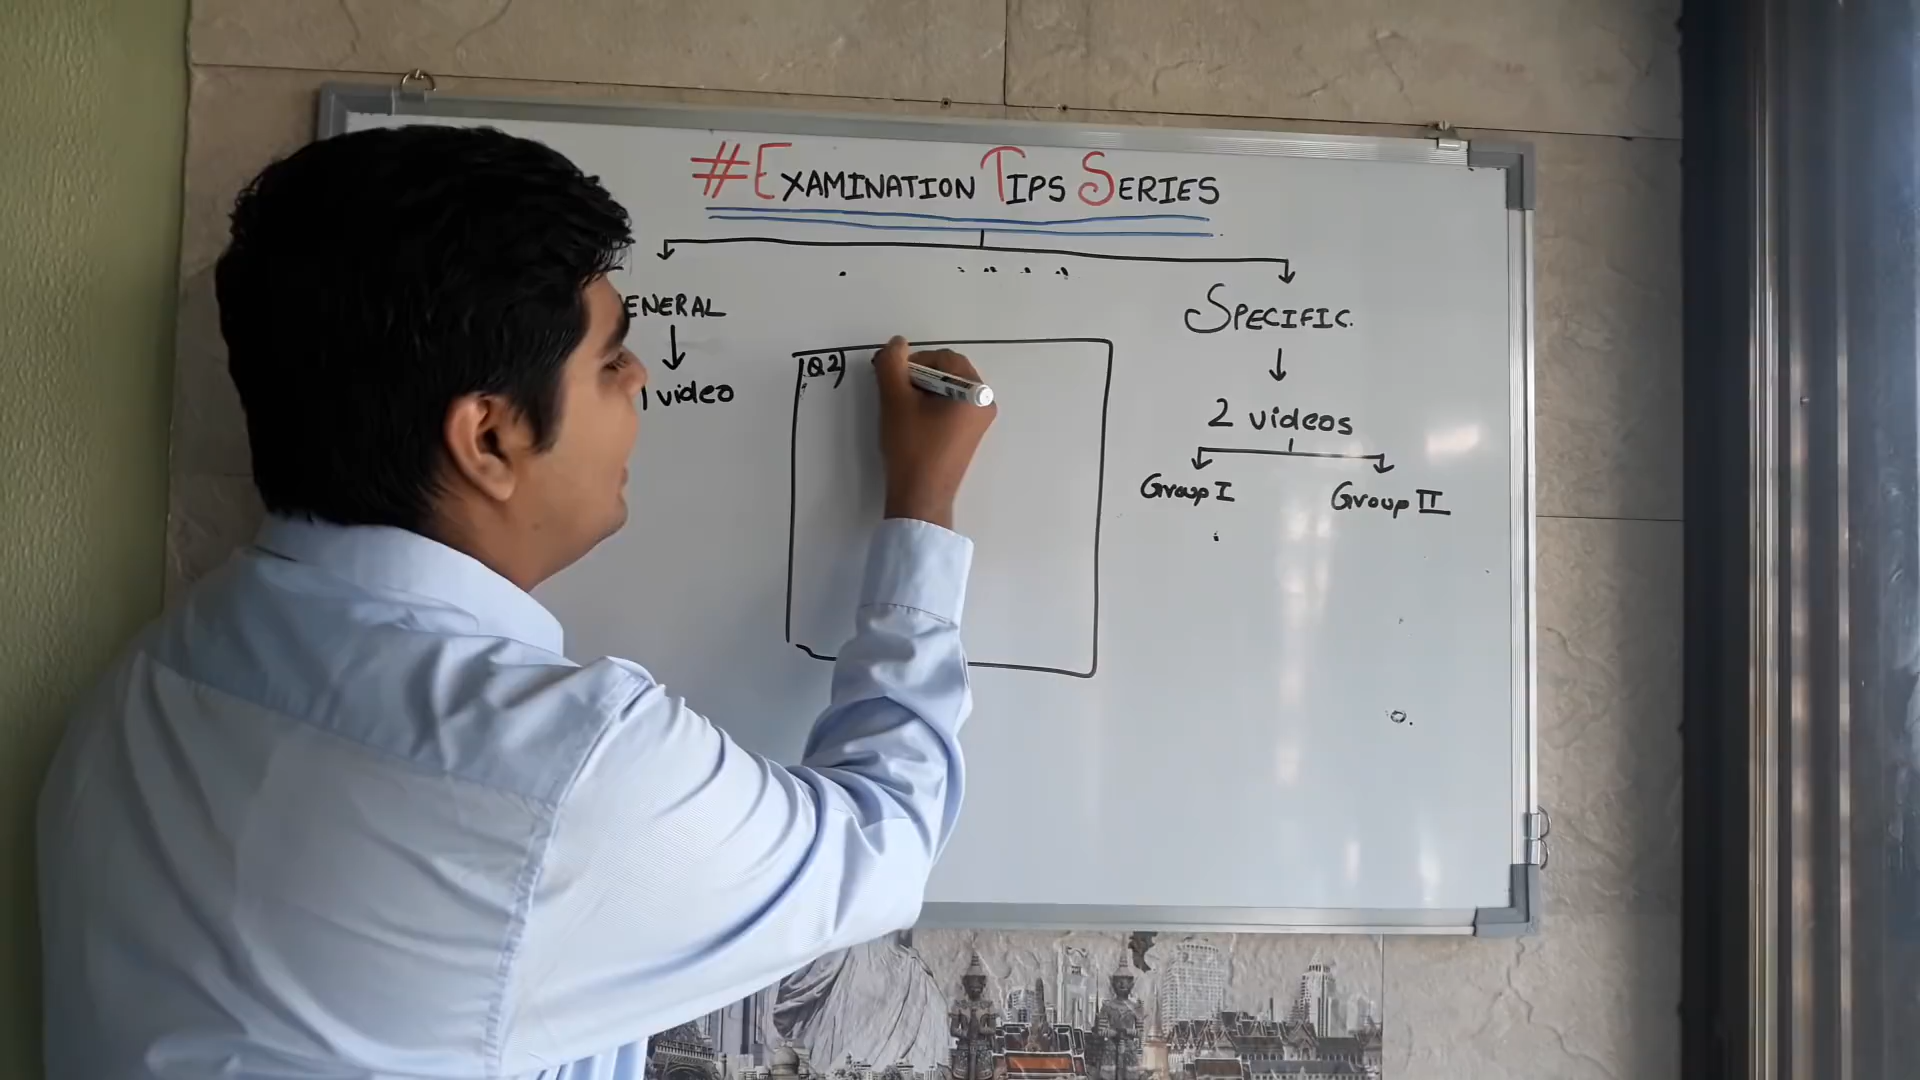 #EXAMINATION TIPS SERIES
ENERAL
1 video
Q2)
SPECIFIC.
2 videos
Group I
Group II